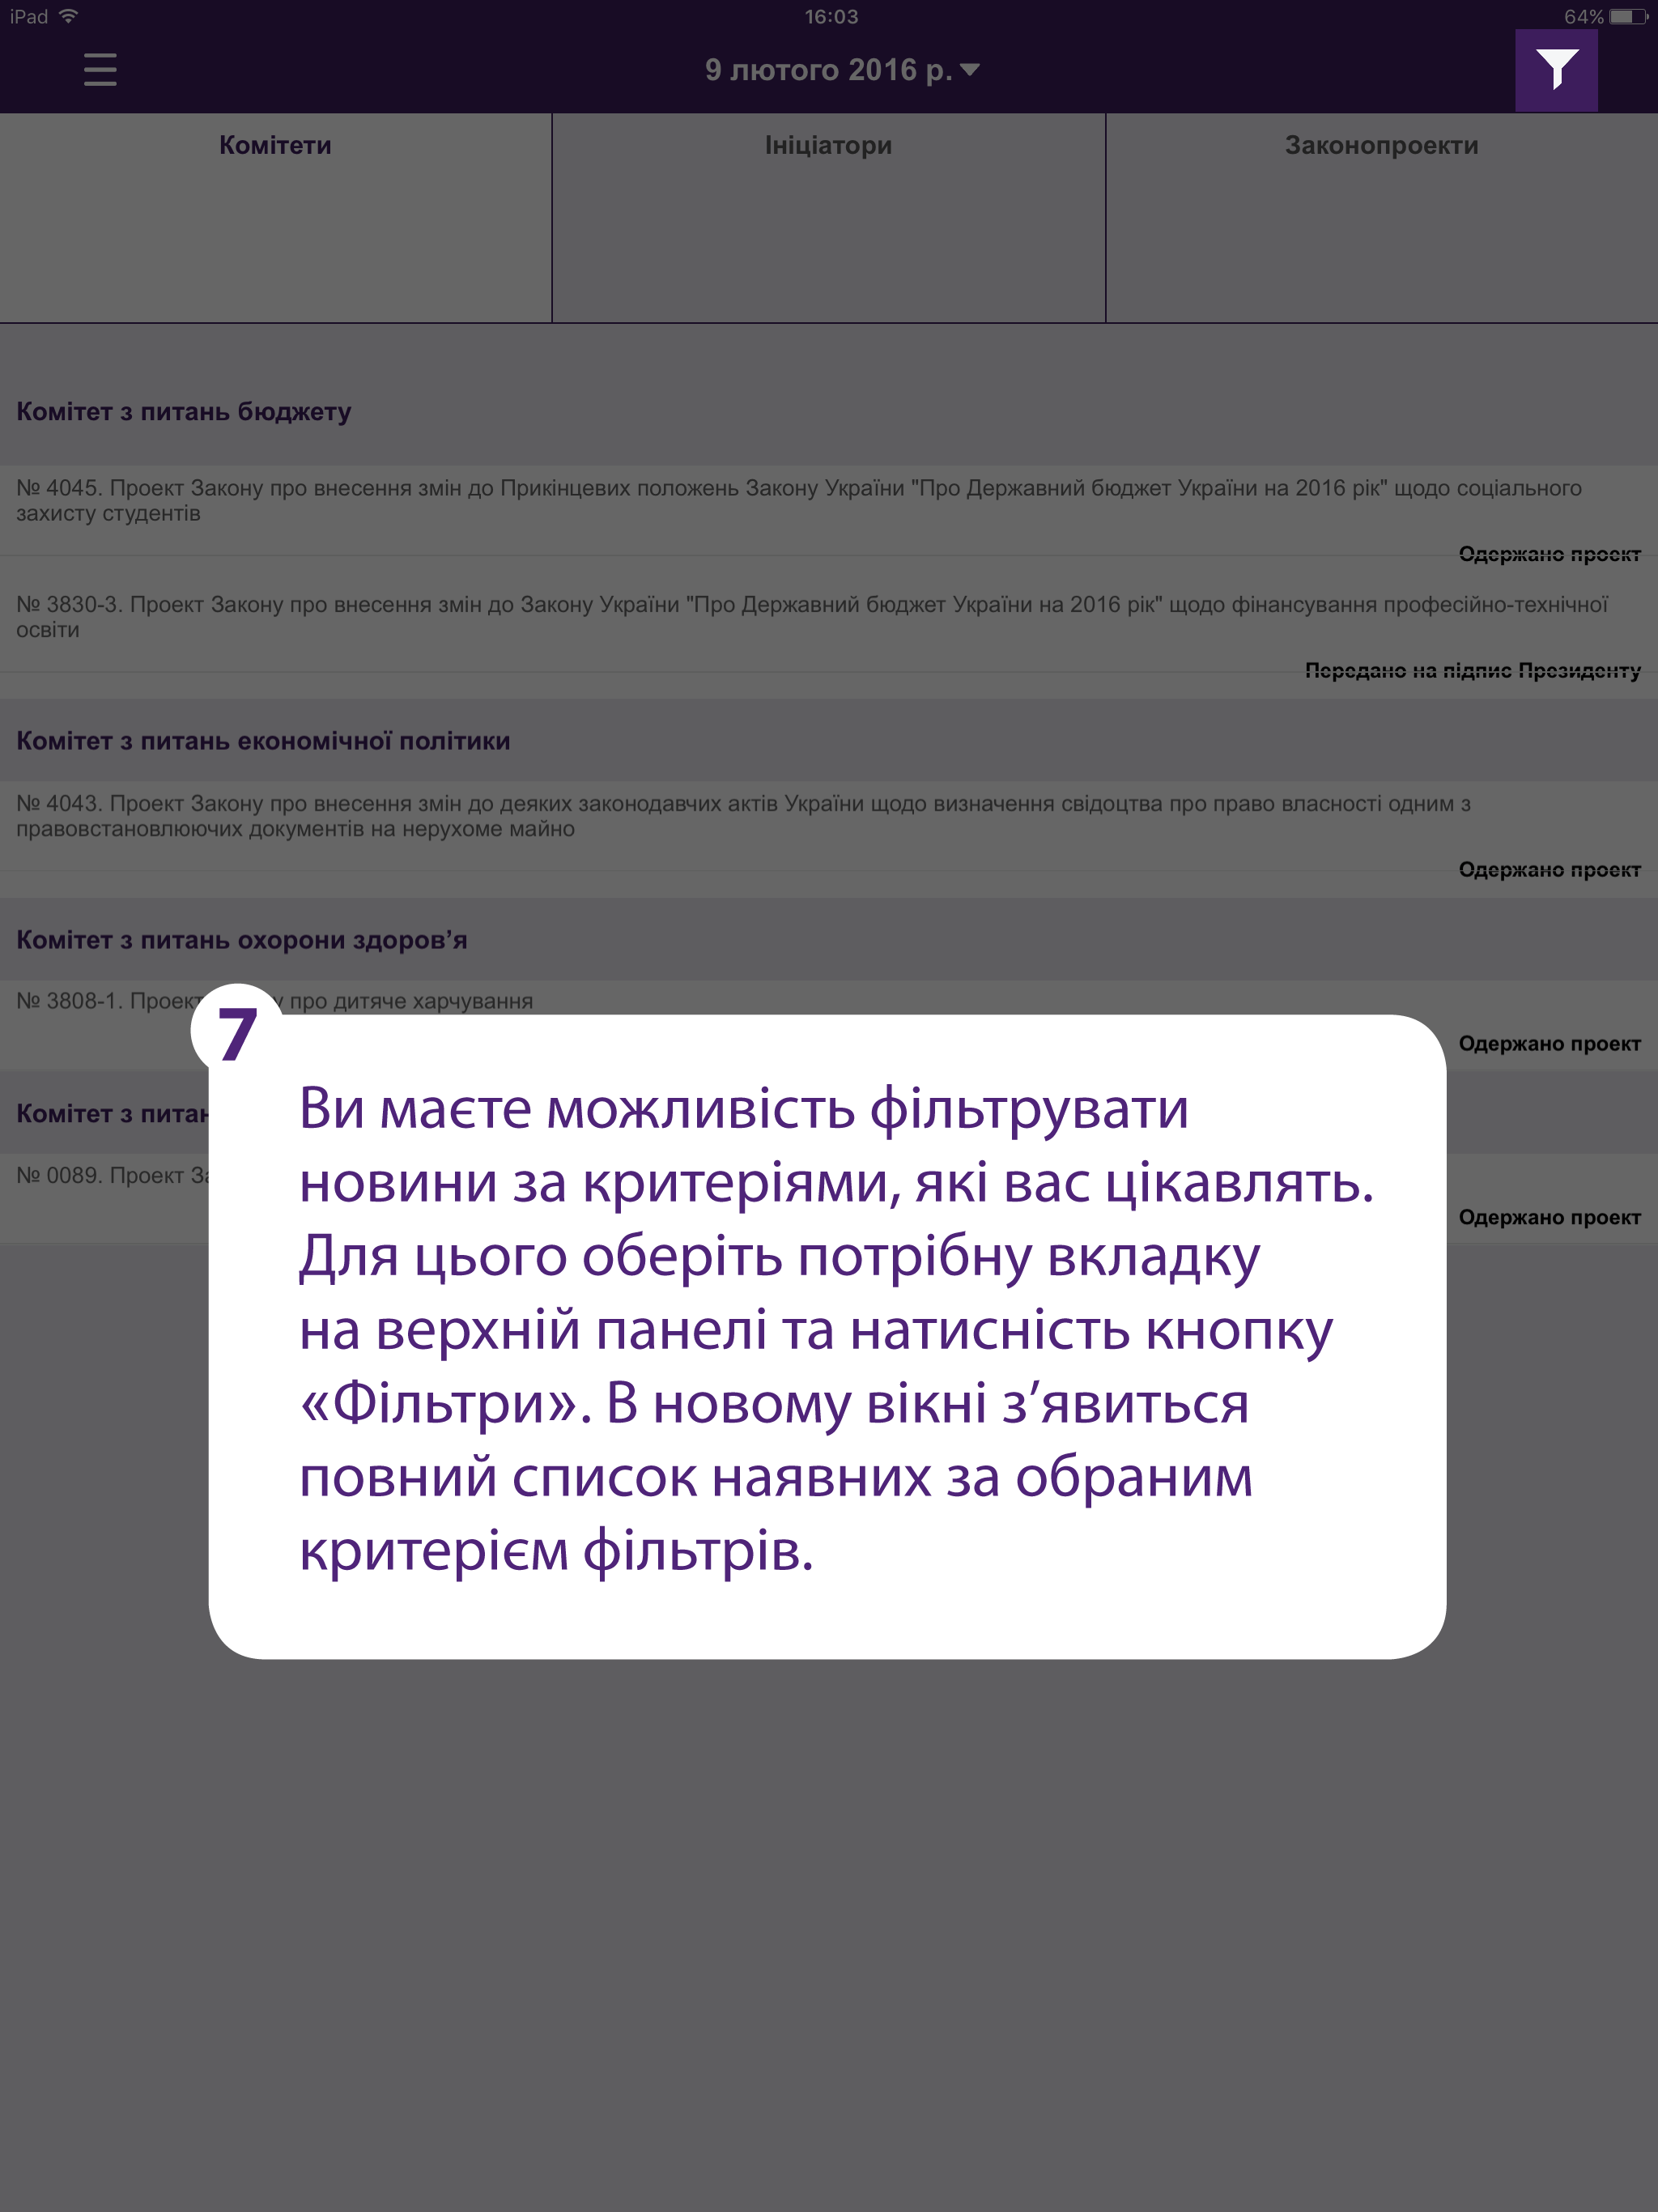 iPad 16:03 64%
9 лютого 2016 р.
Комітети Ініціатори Законопроекти
Комітет з питань бюджету
№ 4045. Проект Закону про внесення змін до Прикінцевих положень Закону України "Про Державний бюджет України на 2016 рік" щодо соціального
захисту студентів
Одержано проект
№ 3830-3. Проект Закону про внесення змін до Закону України "Про Державний бюджет України на 2016 рік" щодо фінансування професійно-технічної
освіти
Передано на підпис Президенту
Комітет з питань економічної політики
№ 4043. Проект Закону про внесення змін до деяких законодавчих актів України щодо визначення свідоцтва про право власності одним з
правовстановлюючих документів на нерухоме майно
Одержано проект
Комітет з питань охорони здоров’я
№ 3808-1. Проект про дитяче харчування
Одержано проект
Комітет з
№ 0089. Проект
Одержано проект
7
Ви маєте можливість фільтрувати
новини за критеріями, які вас цікавлять.
Для цього оберіть потрібну вкладку
на верхній панелі та натисність кнопку
«Фільтри». В новому вікні з’явиться
повний список наявних за обраним
критерієм фільтрів.